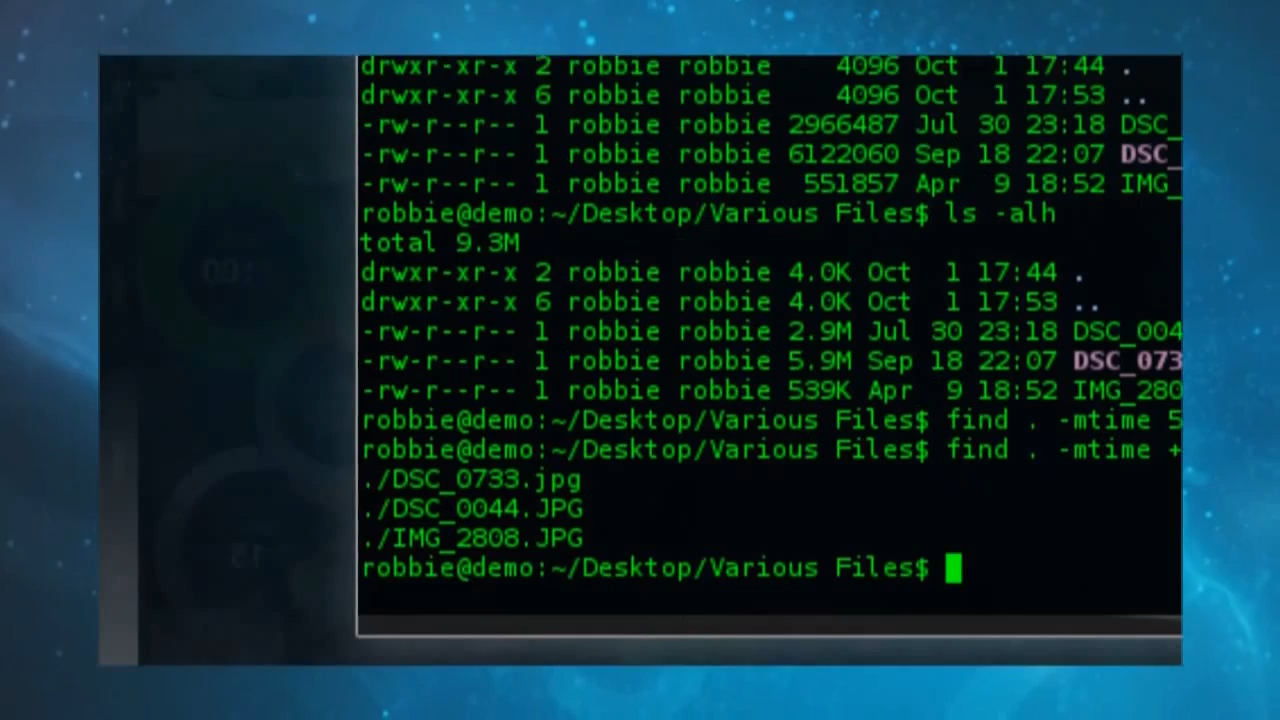 drwxr-xr-x 2 robbie robbie    4096 Oct  1 17:44 .
drwxr-xr-x 6 robbie robbie    4096 Oct  1 17:53 ..
-rw-r--r-- 1 robbie robbie 2966487 Jul 30 23:18 DSC_
-rw-r--r-- 1 robbie robbie 6122060 Sep 18 22:07 DSC_
-rw-r--r-- 1 robbie robbie  551857 Apr  9 18:52 IMG_
robbie@demo:~/Desktop/Various Files$ ls -alh
total 9.3M
drwxr-xr-x 2 robbie robbie 4.0K Oct  1 17:44 .
drwxr-xr-x 6 robbie robbie 4.0K Oct  1 17:53 ..
-rw-r--r-- 1 robbie robbie 2.9M Jul 30 23:18 DSC_004
-rw-r--r-- 1 robbie robbie 5.9M Sep 18 22:07 DSC_073
-rw-r--r-- 1 robbie robbie 539K Apr  9 18:52 IMG_280
robbie@demo:~/Desktop/Various Files$ find . -mtime 5
robbie@demo:~/Desktop/Various Files$ find . -mtime +
./DSC_0733.jpg
./DSC_0044.JPG
./IMG_2808.JPG
robbie@demo:~/Desktop/Various Files$